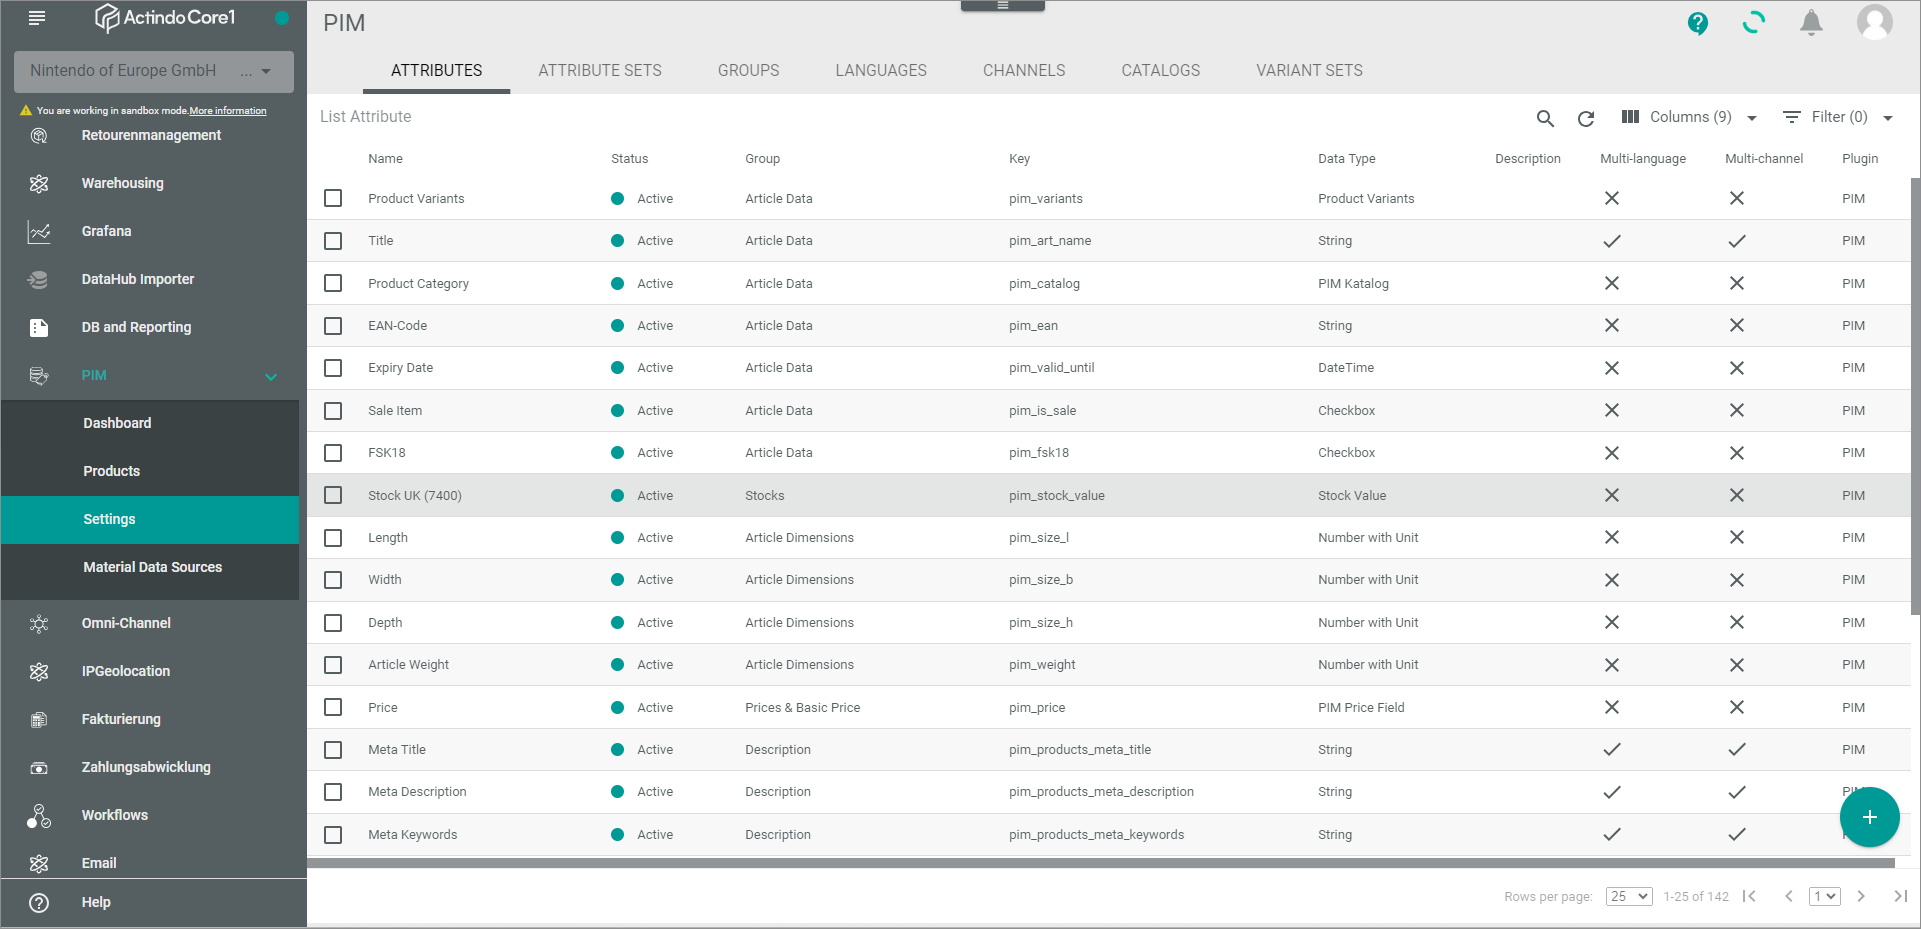 Actindo Core1
Nintendo of Europe GmbH ...
You are working in sandbox mode.More information
Retourenmanagement
Warehousing
Grafana
DataHub Importer
DB and Reporting
PIM
Dashboard
Products
Settings
Material Data Sources
Omni-Channel
IPGeolocation
Fakturierung
Zahlungsabwicklung
Workflows
Email
Help
PIM
ATTRIBUTES ATTRIBUTE SETS GROUPS LANGUAGES CHANNELS CATALOGS VARIANT SETS
List Attribute Columns (9) Filter (0)
Name Status Group Key Data Type Description Multi-language Multi-channel Plugin
Product Variants Active Article Data pim_variants Product Variants PIM
Title Active Article Data pim_art_name String PIM
Product Category Active Article Data pim_catalog PIM Katalog PIM
EAN-Code Active Article Data pim_ean String PIM
Expiry Date Active Article Data pim_valid_until DateTime PIM
Sale Item Active Article Data pim_is_sale Checkbox PIM
FSK18 Active Article Data pim_fsk18 Checkbox PIM
Stock UK (7400) Active Stocks pim_stock_value Stock Value PIM
Length Active Article Dimensions pim_size_l Number with Unit PIM
Width Active Article Dimensions pim_size_b Number with Unit PIM
Depth Active Article Dimensions pim_size_h Number with Unit PIM
Article Weight Active Article Dimensions pim_weight Number with Unit PIM
Price Active Prices & Basic Price pim_price PIM Price Field PIM
Meta Title Active Description pim_products_meta_title String PIM
Meta Description Active Description pim_products_meta_description String
Meta Keywords Active Description pim_products_meta_keywords String
Rows per page: 25 1-25 of 142 1